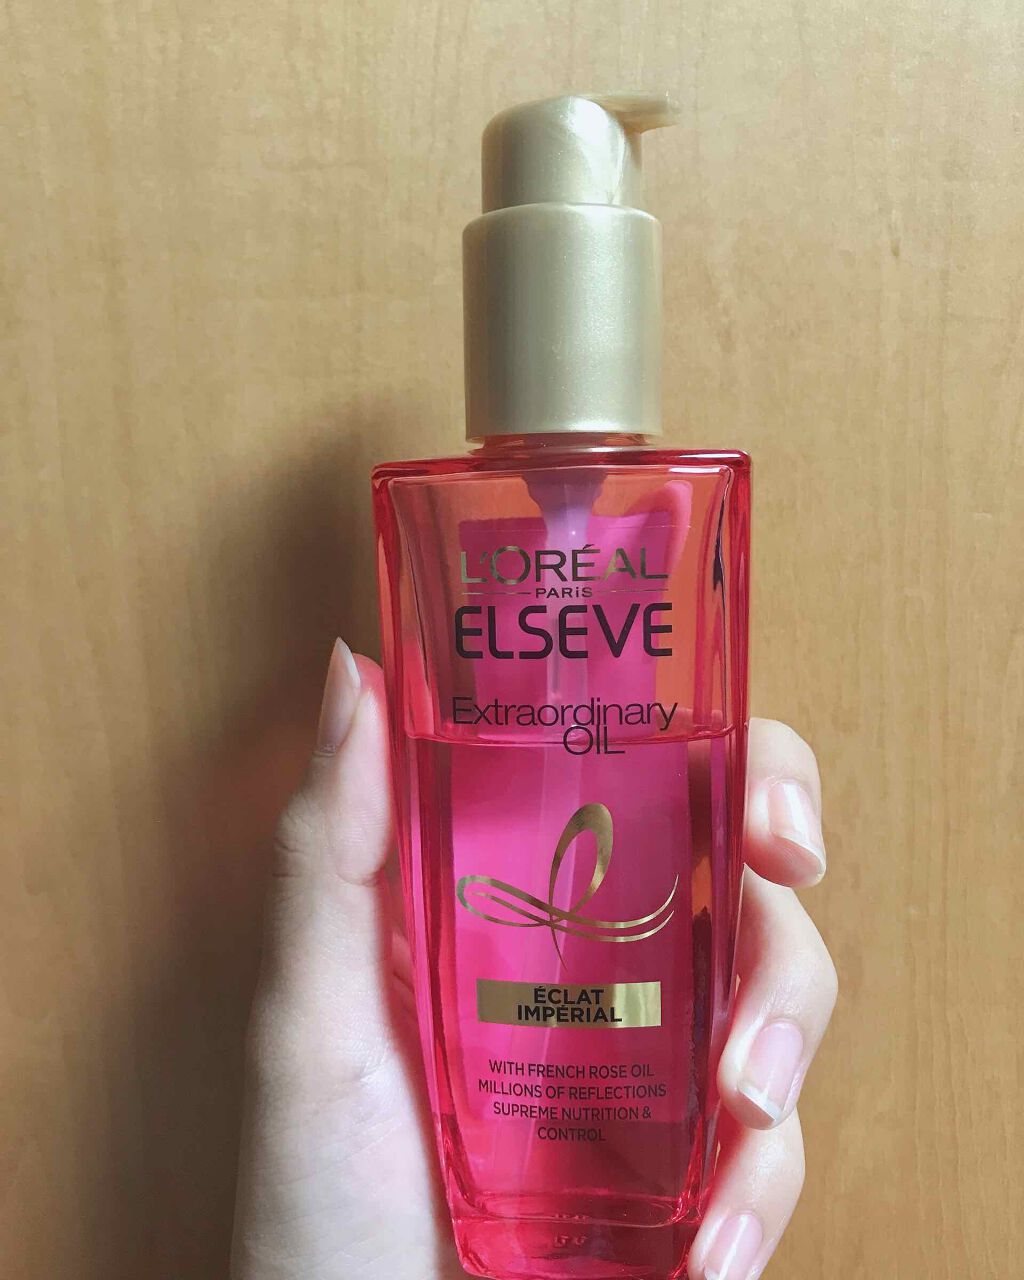 L'ORÉAL
PARIS
ELSEVE
Extraordinary
OIL
ÉCLAT
IMPÉRIAL
WITH FRENCH ROSE OIL
MILLIONS OF REFLECTIONS
SUPREME NUTRITION &
CONTROL